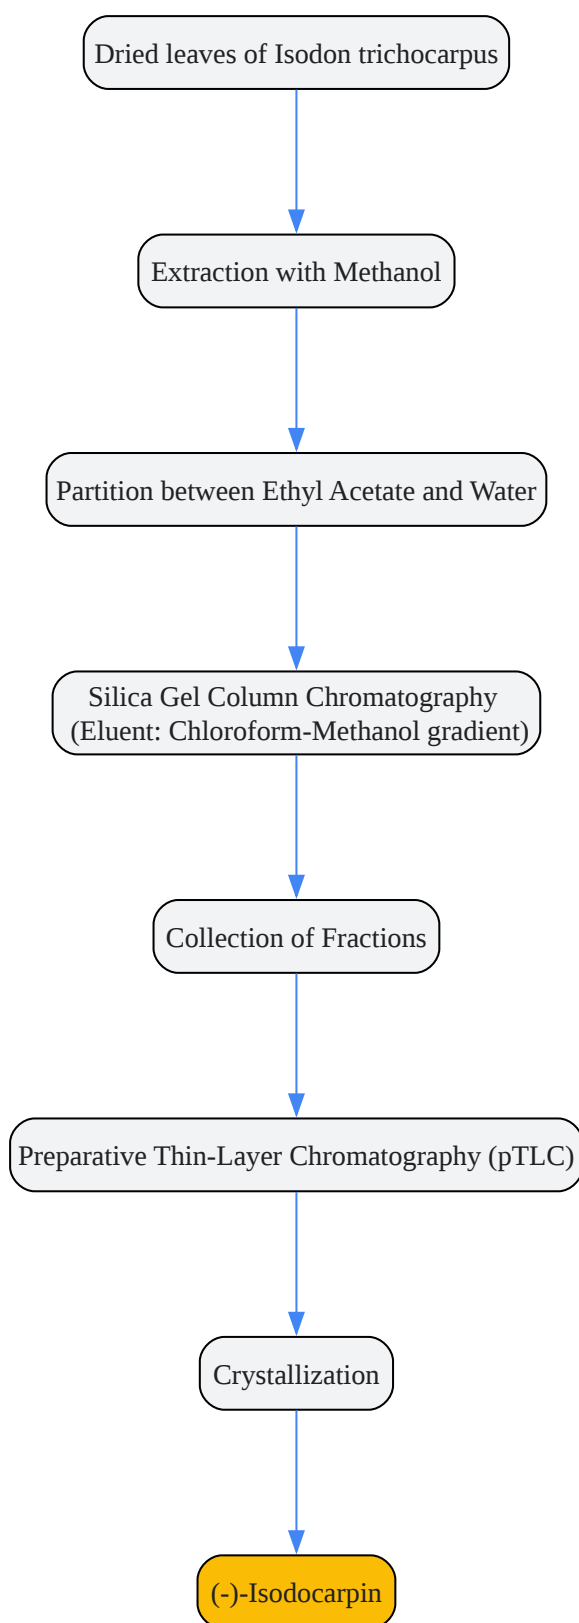 Dried leaves of Isodon trichocarpus
Extraction with Methanol
Partition between Ethyl Acetate and Water
Silica Gel Column Chromatography
(Eluent: Chloroform-Methanol gradient)
Collection of Fractions
Preparative Thin-Layer Chromatography (pTLC)
Crystallization
(-)-Isodocarpin